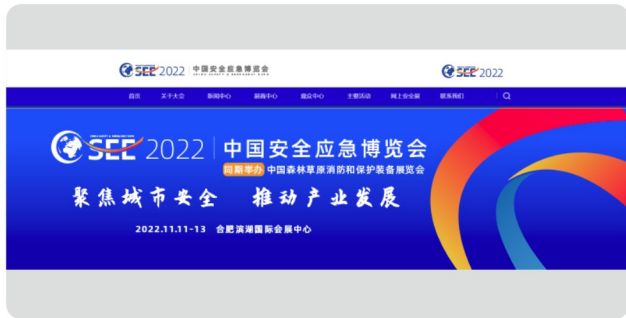 SEE 2022 中国安全应急博览会
SEE 2022
首页 关于大会 新闻中心 展商中心 观众中心 主要活动 网上安全展 联系我们
SEE 2022 中国安全应急博览会
同期举办 中国森林草原消防和保护装备展览会
聚焦城市安全 推动产业发展
2022.11.11-13 合肥滨湖国际会展中心